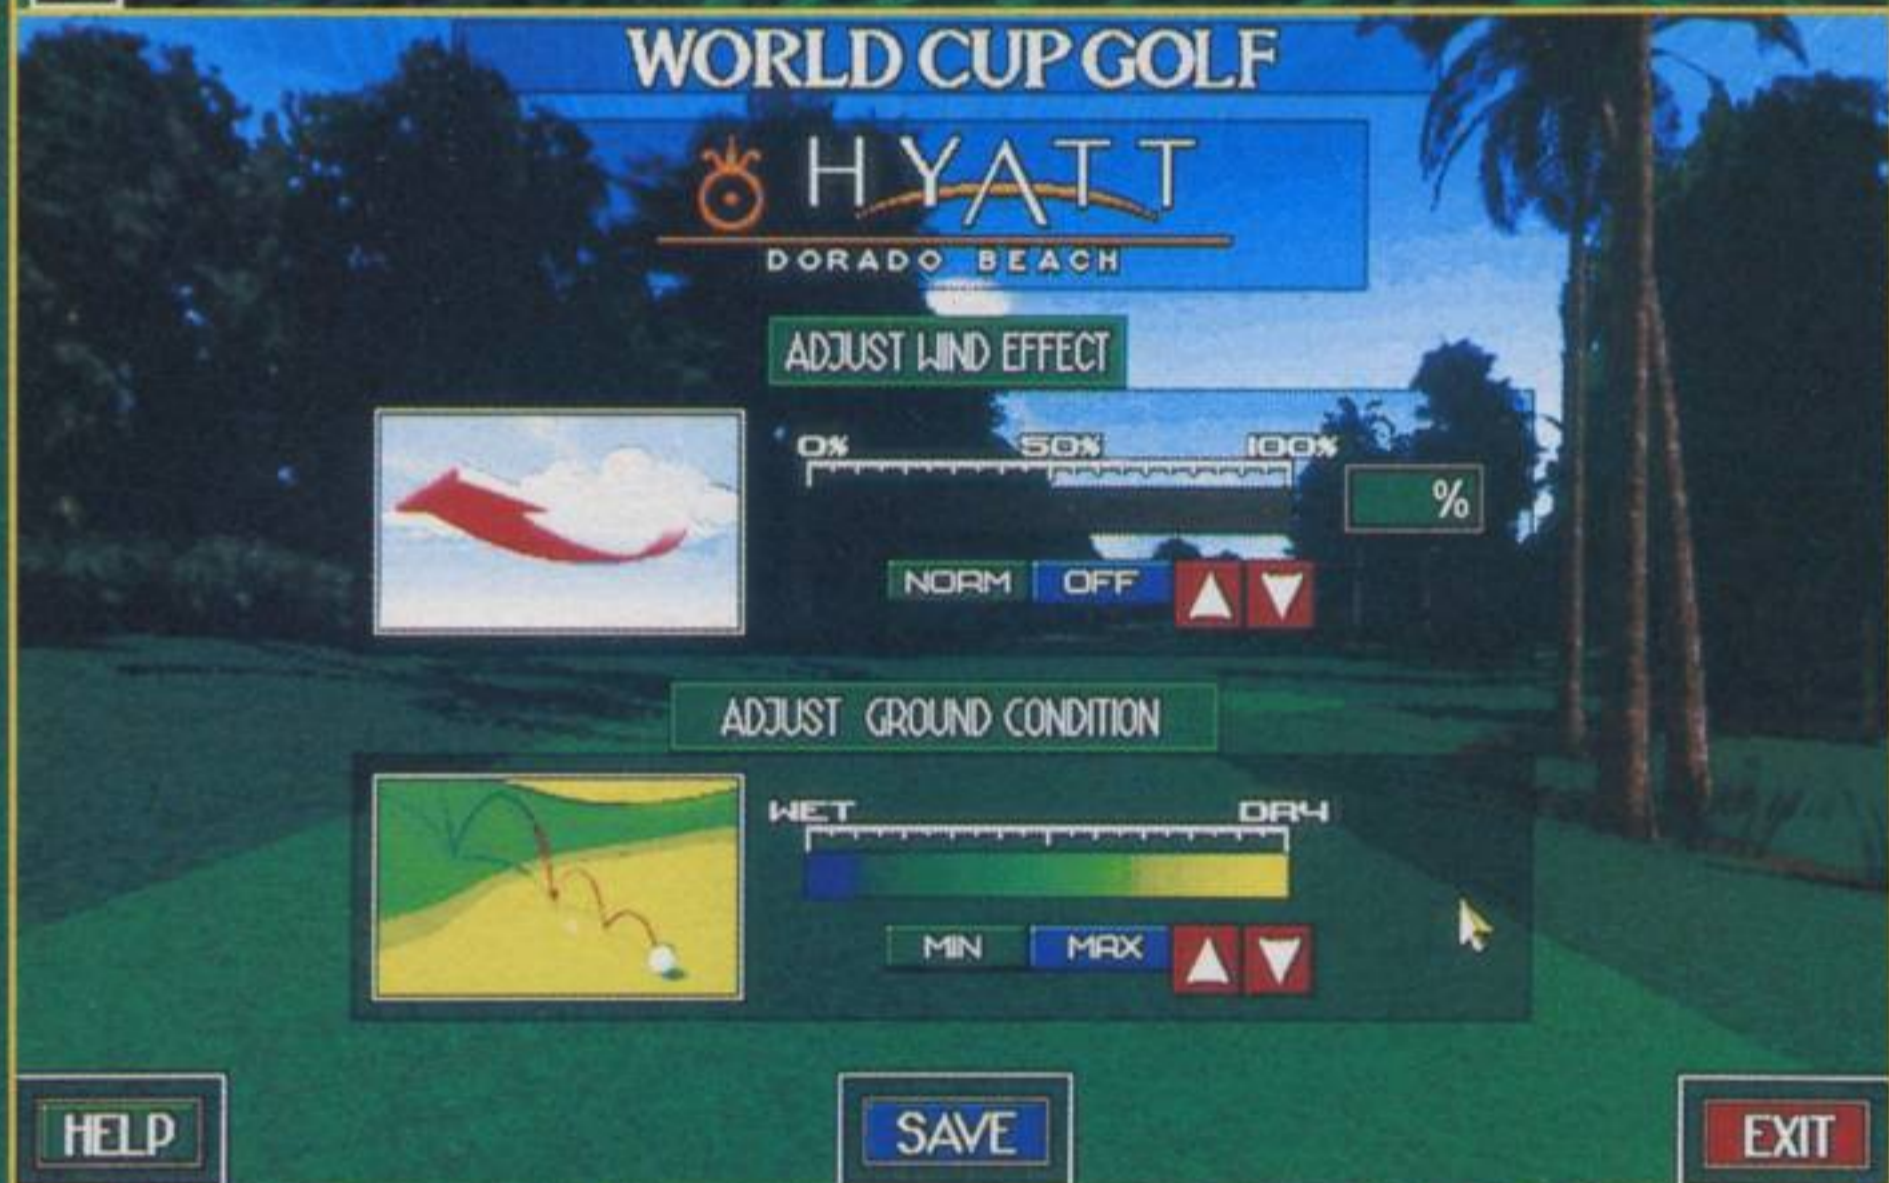 WORLD CUP GOLF
HYATT
DORADO BEACH
ADJUST WIND EFFECT
0% 50% 100%
%
NORM OFF
ADJUST GROUND CONDITION
WET DRY
MIN MAX
HELP SAVE EXIT